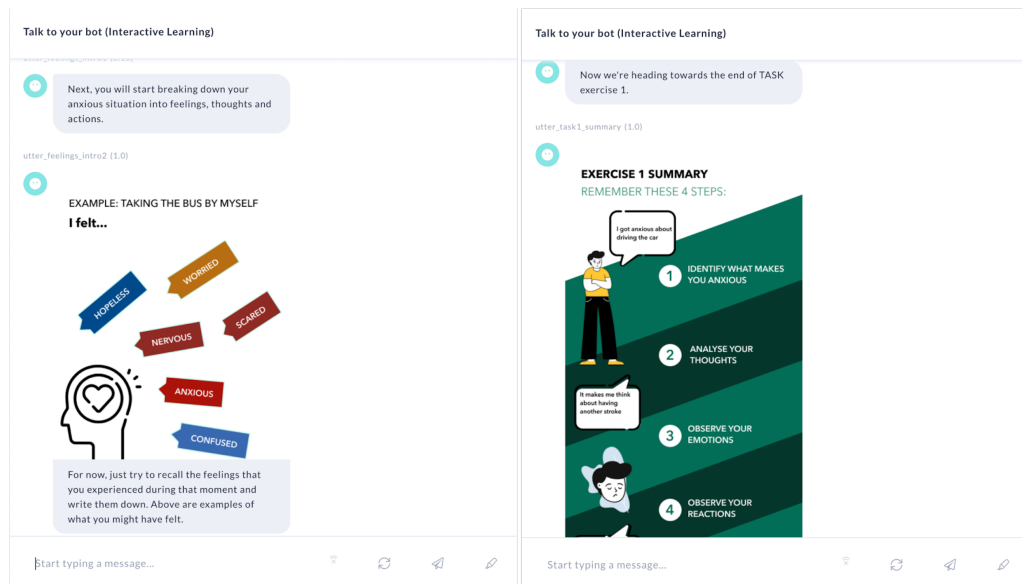 Talk to your bot (Interactive Learning)
Next, you will start breaking down your
anxious situation into feelings, thoughts and
actions.
utter_feelings_intro2 (1.0)
EXAMPLE: TAKING THE BUS BY MYSELF
I felt...
WORRIED
HOPELESS
SCARED
NERVOUS
ANXIOUS
CONFUSED
For now, just try to recall the feelings that
you experienced during that moment and
write them down. Above are examples of
what you might have felt.
Start typing a message...
Talk to your bot (Interactive Learning)
Now we're heading towards the end of TASK
exercise 1.
utter_task1_summary (1.0)
EXERCISE 1 SUMMARY
REMEMBER THESE 4 STEPS:
I got anxious about
driving the car
1
IDENTIFY WHAT MAKES
YOU ANXIOUS
2
ANALYSE YOUR
THOUGHTS
It makes me think
about having
another stroke
3
OBSERVE YOUR
EMOTIONS
4
OBSERVE YOUR
REACTIONS
Start typing a message...